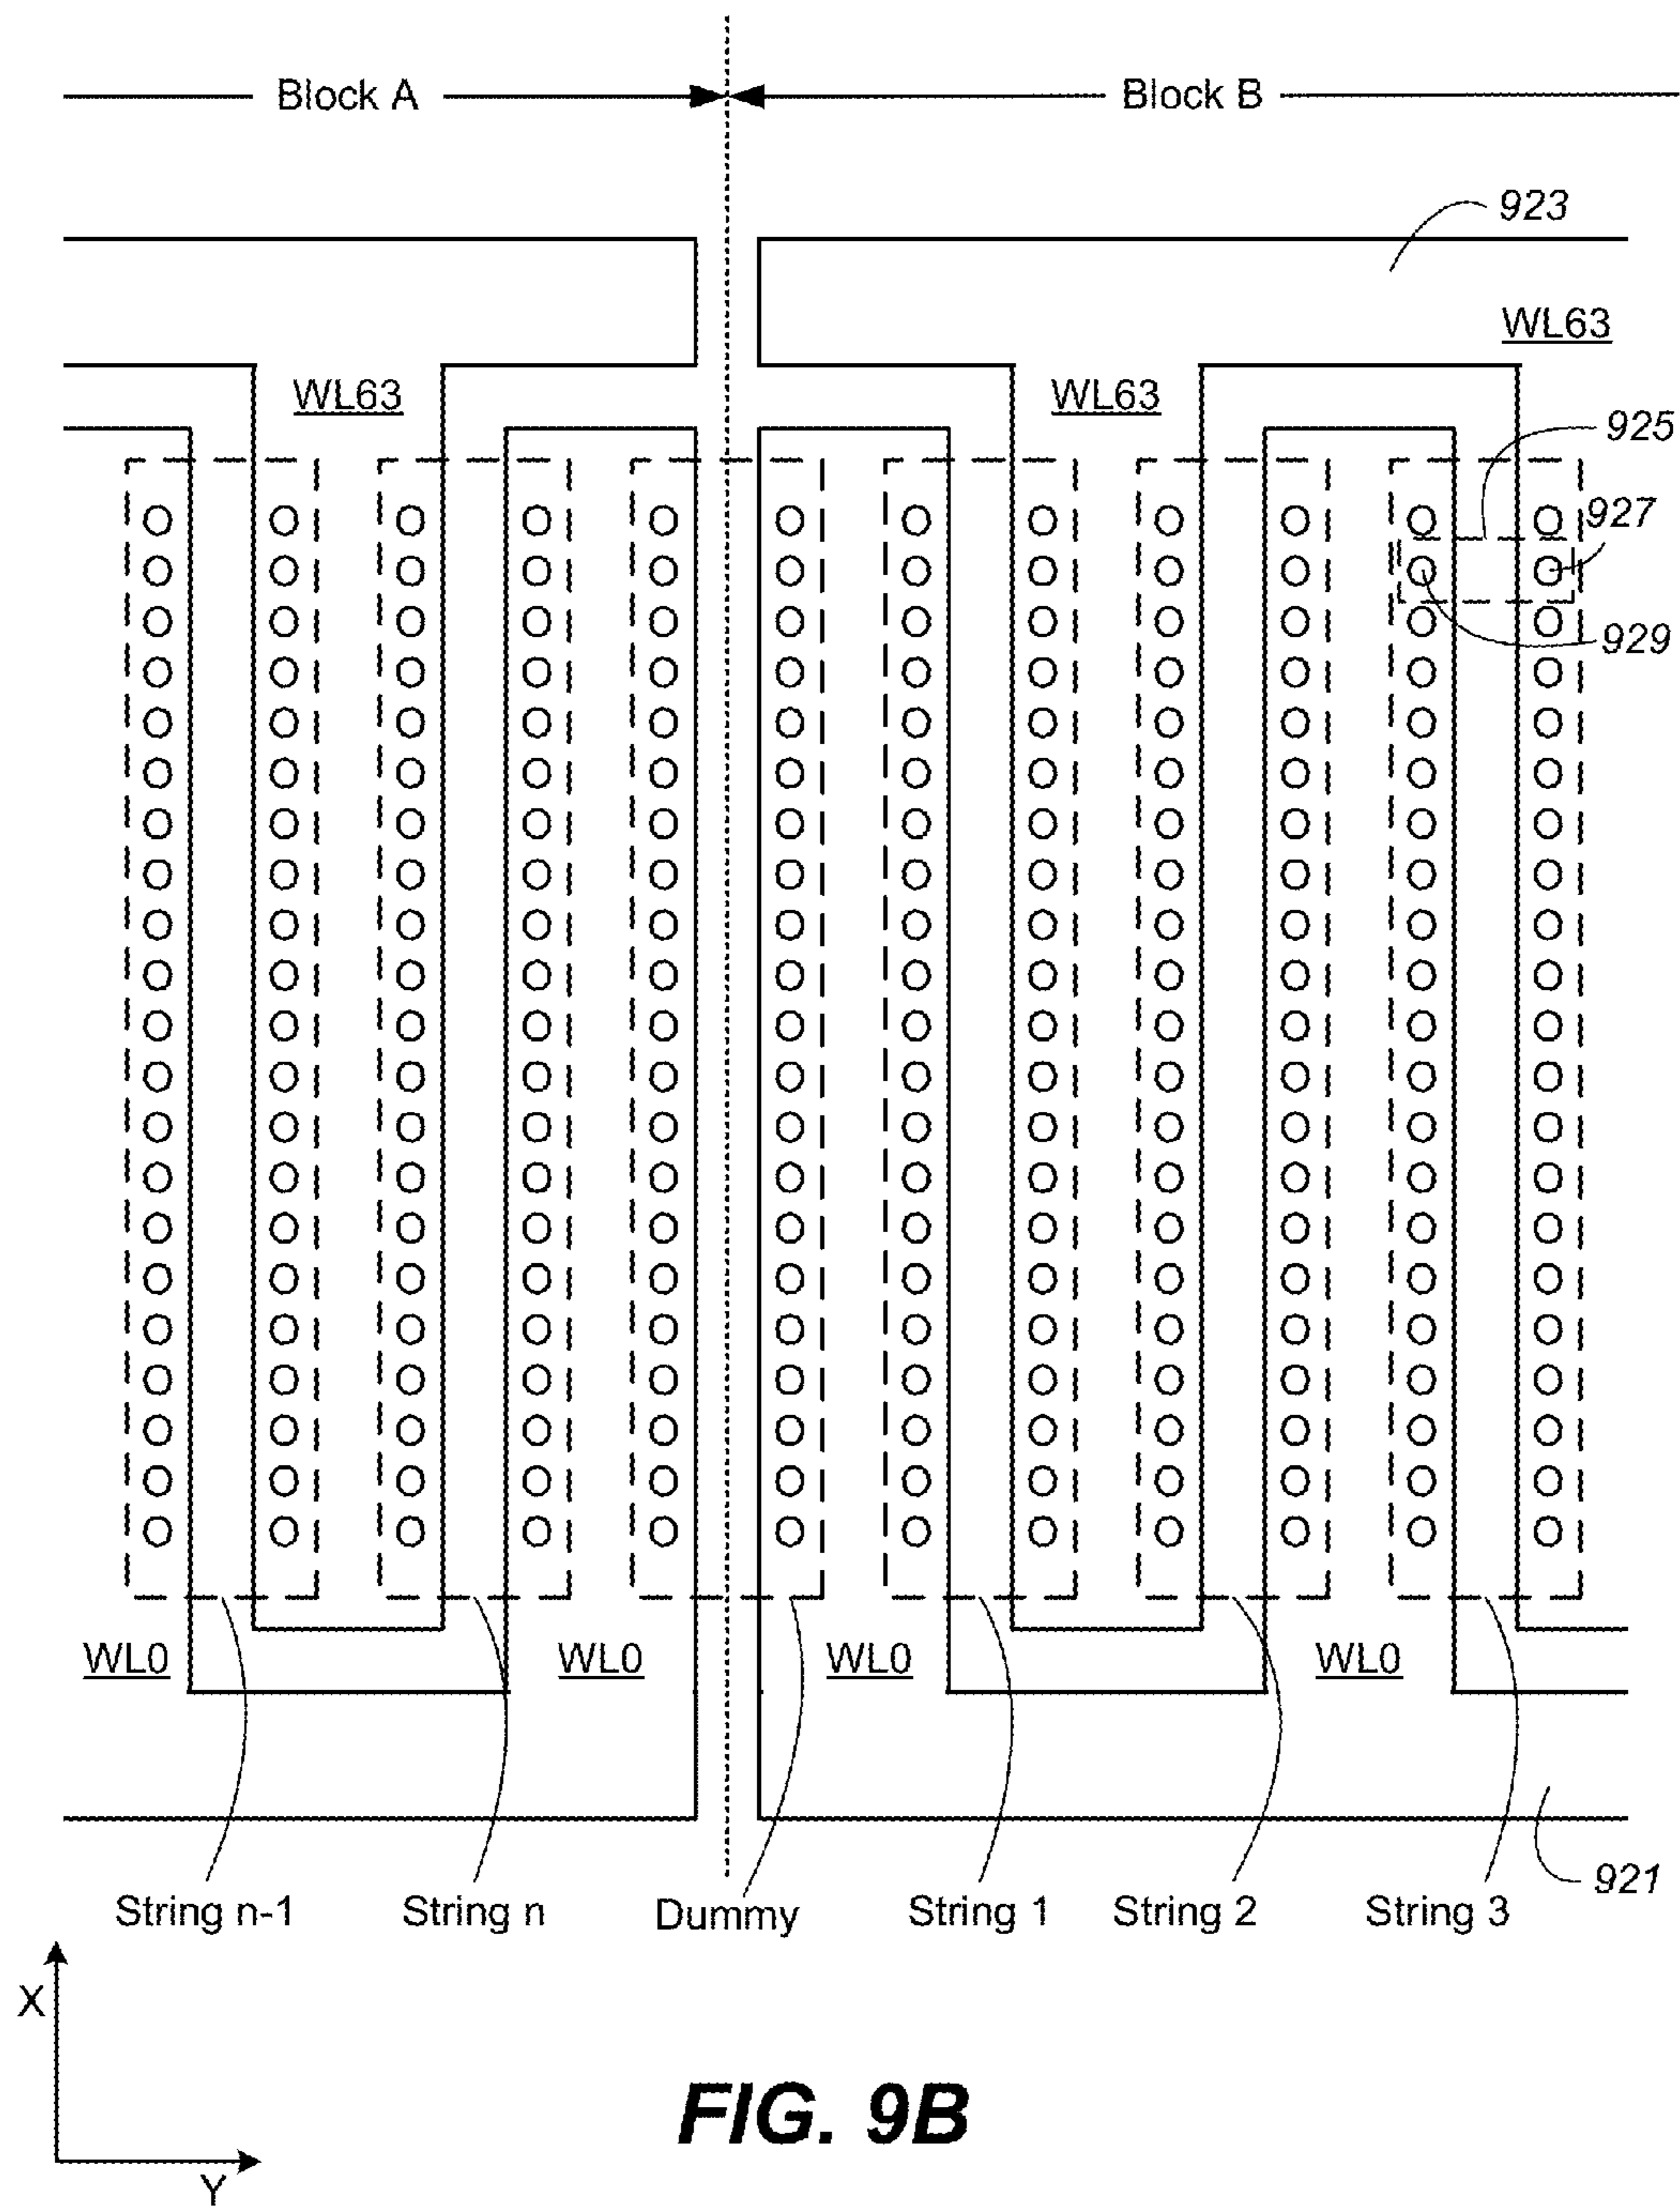 Block A
Block B
923
WL63
WL63
WL63
925
927
929
WL0
WL0
WL0
WL0
921
String n-1
String n
Dummy
String 1
String 2
String 3
X
Y
FIG. 9B